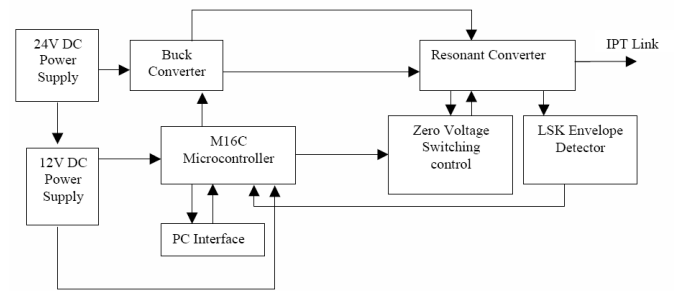 24V DC
Power
Supply
Buck
Converter
Resonant Converter
IPT Link
12V DC
Power
Supply
M16C
Microcontroller
Zero Voltage
Switching
control
LSK Envelope
Detector
PC Interface